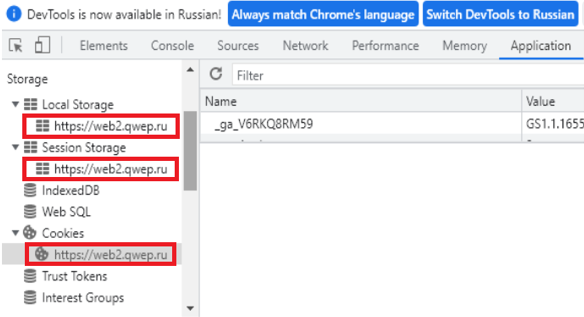 DevTools is now available in Russian! Always match Chrome's language Switch DevTools to Russian
Elements Console Sources Network Performance Memory Application
Storage
Filter
Local Storage
Name Value
https://web2.qwep.ru
_ga_V6RKQ8RM59 GS1.1.1655
Session Storage
https://web2.qwep.ru
IndexedDB
Web SQL
Cookies
https://web2.qwep.ru
Trust Tokens
Interest Groups